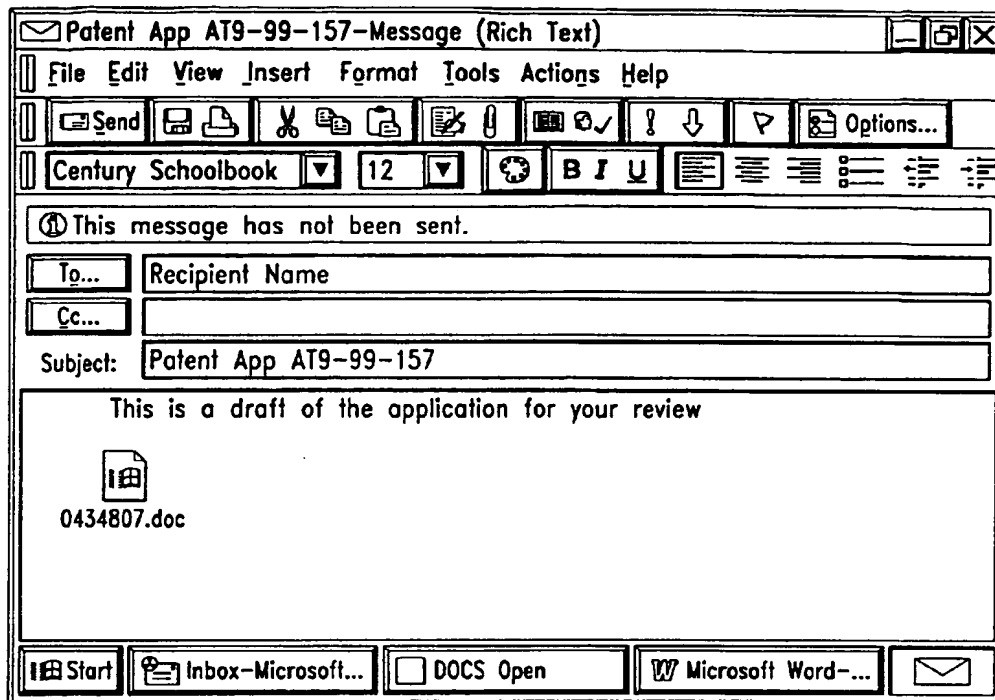 Patent App AT9-99-157-Message (Rich Text)
File Edit View Insert Format Tools Actions Help
Send Options...
Century Schoolbook 12 B I U
This message has not been sent.
To... Recipient Name
Cc...
Subject: Patent App AT9-99-157
This is a draft of the application for your review
0434807.doc
Start Inbox-Microsoft... DOCS Open W Microsoft Word-...